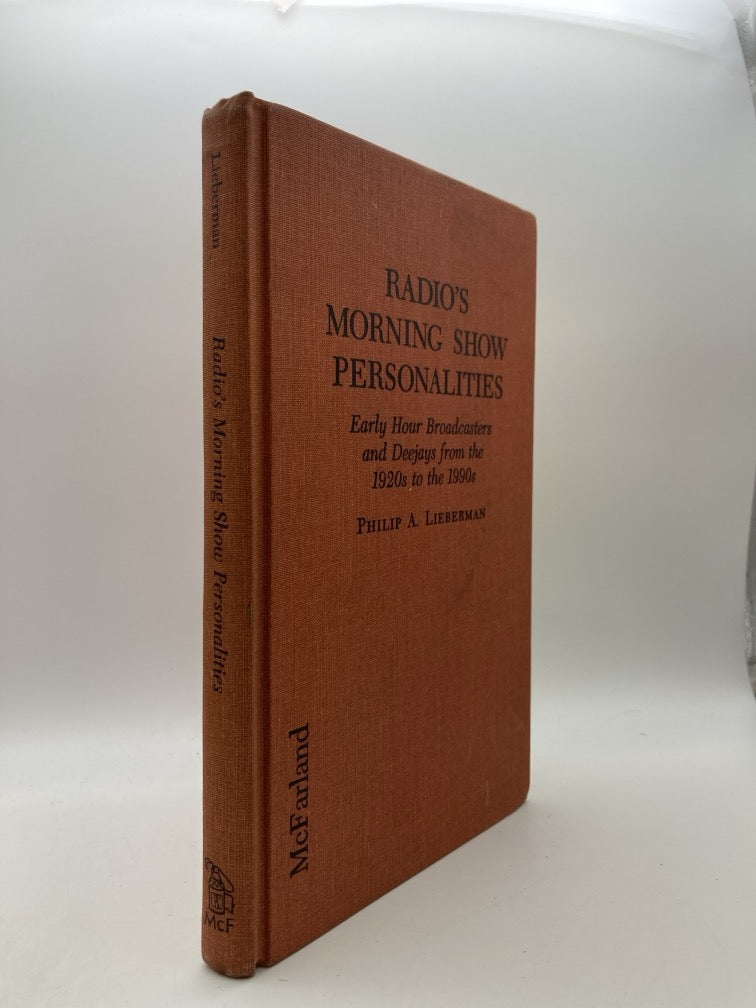 Lieberman
Radio's Morning Show Personalities
McF
RADIO'S
MORNING SHOW
PERSONALITIES
Early Hour Broadcasters
and Deejays from the
1920s to the 1990s
PHILIP A. LIEBERMAN
McFarland